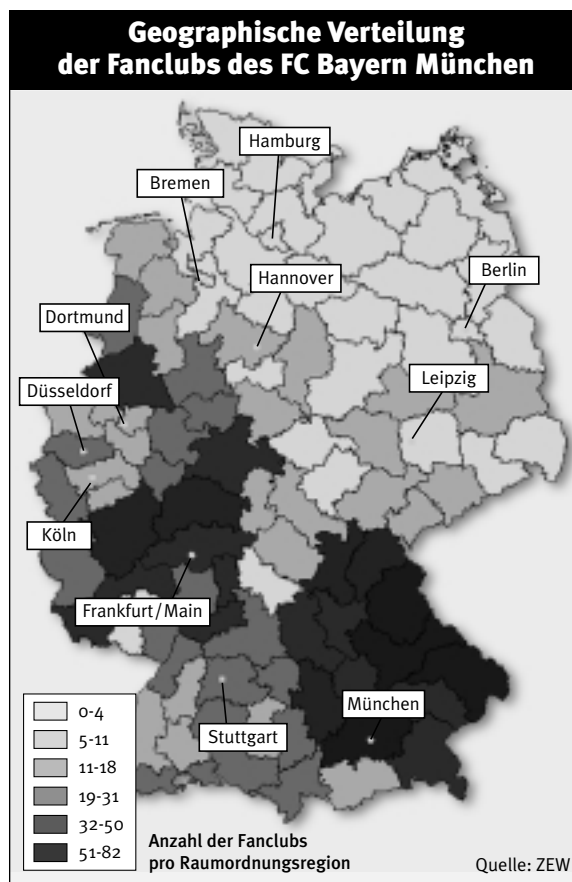 Geographische Verteilung
der Fanclubs des FC Bayern München
Hamburg
Bremen
Hannover
Berlin
Dortmund
Düsseldorf
Leipzig
Köln
Frankfurt/Main
München
Stuttgart
0-4
5-11
11-18
19-31
32-50
51-82
Anzahl der Fanclubs
pro Raumordnungsregion
Quelle: ZEW